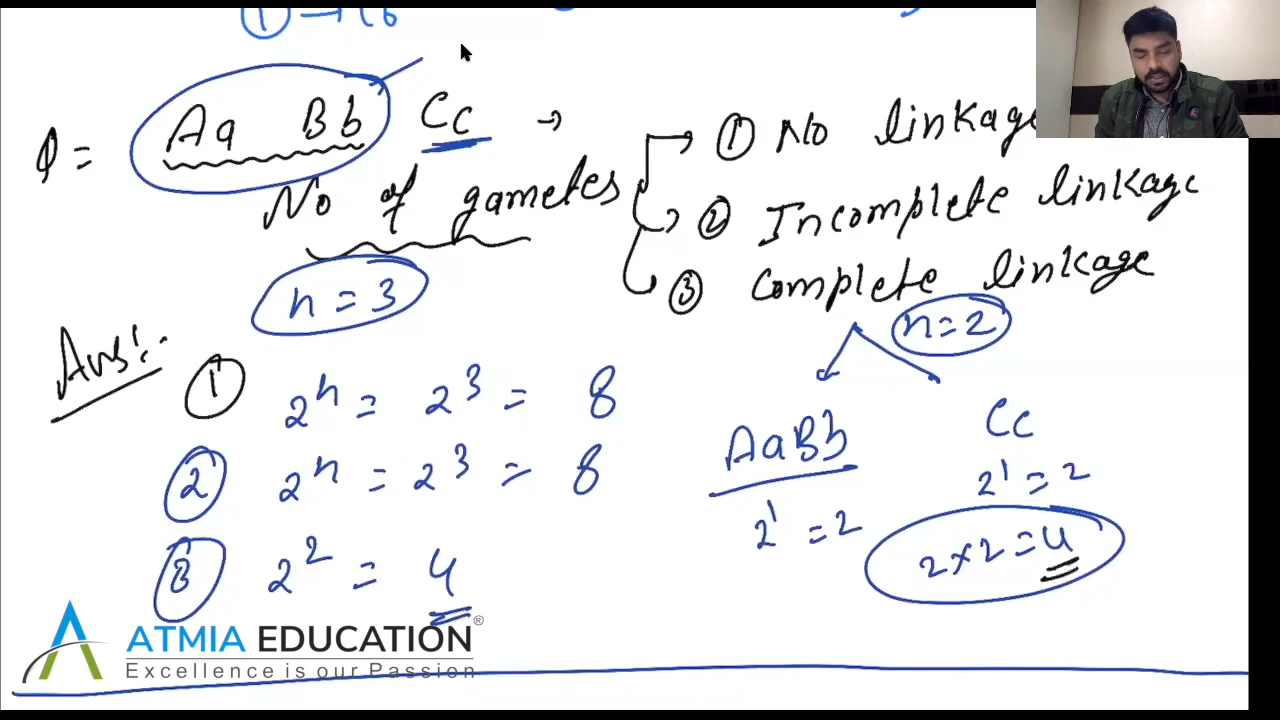 Q = Aa Bb Cc → ① No linkage
No of gametes ② Incomplete linkage
③ complete linkage
n = 3
n = 2
Ans:-
① 2ⁿ = 2³ = 8
② 2ⁿ = 2³ = 8
③ 2² = 4
AaBb Cc
2¹ = 2 2¹ = 2
2×2 = 4
ATMIA EDUCATION®
Excellence is our Passion